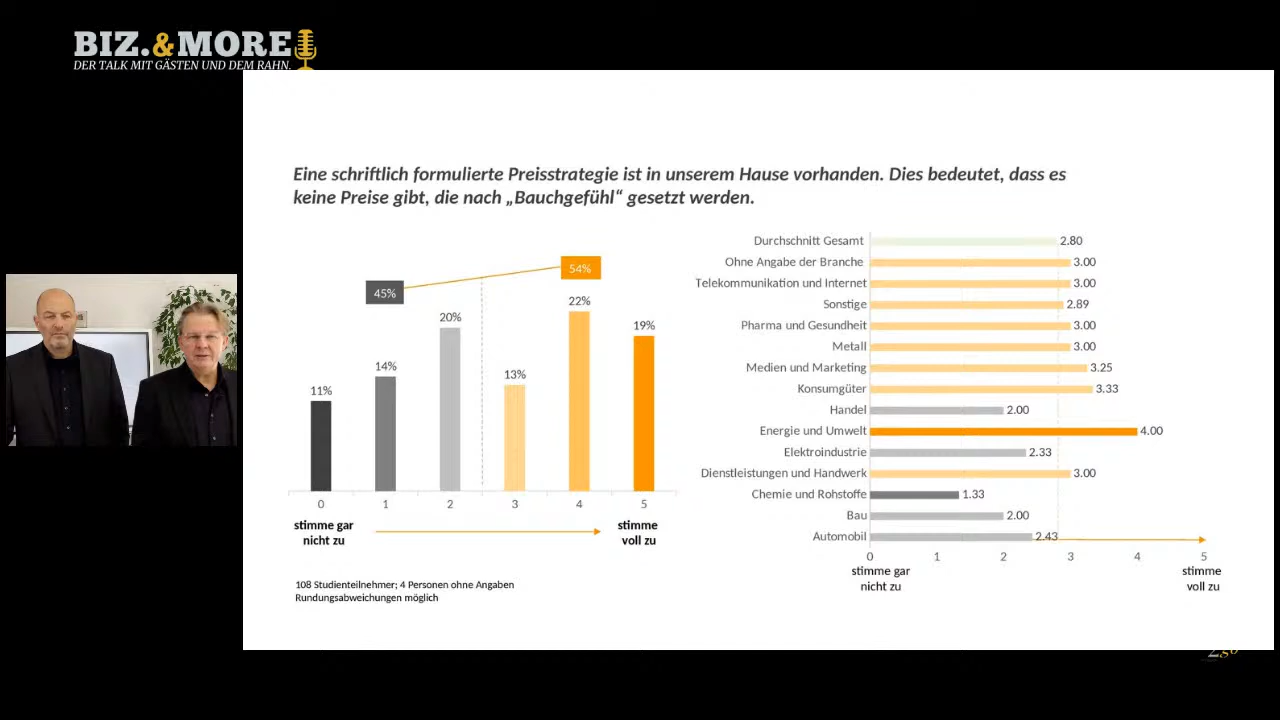 BIZ.&MORE
DER TALK MIT GÄSTEN UND DEM RAHN.
Eine schriftlich formulierte Preisstrategie ist in unserem Hause vorhanden. Dies bedeutet, dass es
keine Preise gibt, die nach „Bauchgefühl“ gesetzt werden.
45%
54%
11%
14%
20%
13%
22%
19%
0
1
2
3
4
5
stimme gar
nicht zu
stimme
voll zu
108 Studienteilnehmer; 4 Personen ohne Angaben
Rundungsabweichungen möglich
Durchschnitt Gesamt 2.80
Ohne Angabe der Branche 3.00
Telekommunikation und Internet 3.00
Sonstige 2.89
Pharma und Gesundheit 3.00
Metall 3.00
Medien und Marketing 3.25
Konsumgüter 3.33
Handel 2.00
Energie und Umwelt 4.00
Elektroindustrie 2.33
Dienstleistungen und Handwerk 3.00
Chemie und Rohstoffe 1.33
Bau 2.00
Automobil 2.43
0
1
2
3
4
5
stimme gar
nicht zu
stimme
voll zu